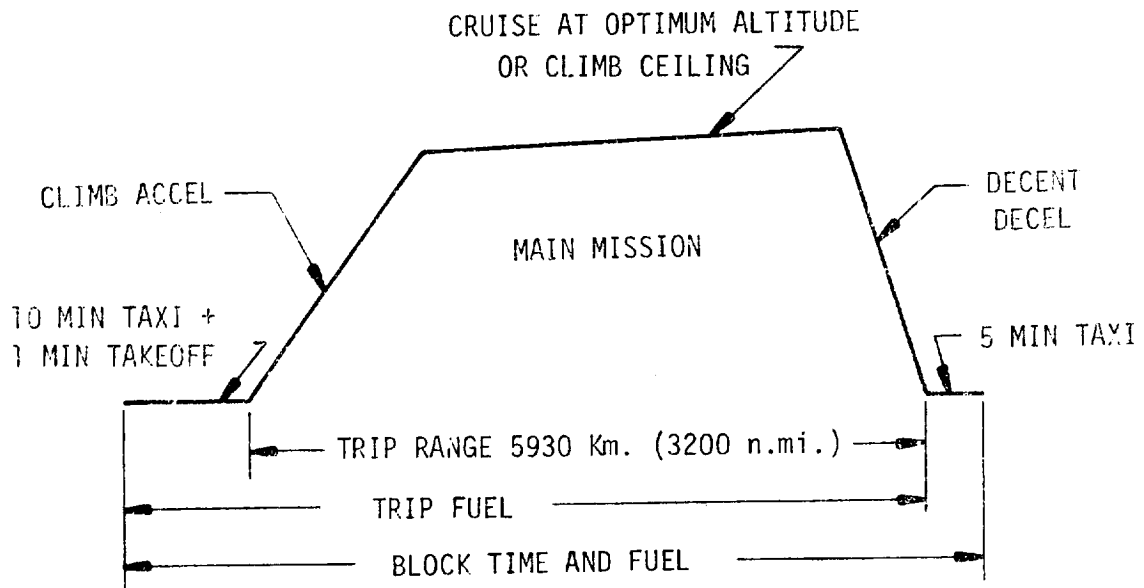 CRUISE AT OPTIMUM ALTITUDE
OR CLIMB CEILING
CLIMB ACCEL
DECENT
DECEL
MAIN MISSION
10 MIN TAXI +
1 MIN TAKEOFF
5 MIN TAXI
TRIP RANGE 5930 Km. (3200 n.mi.)
TRIP FUEL
BLOCK TIME AND FUEL